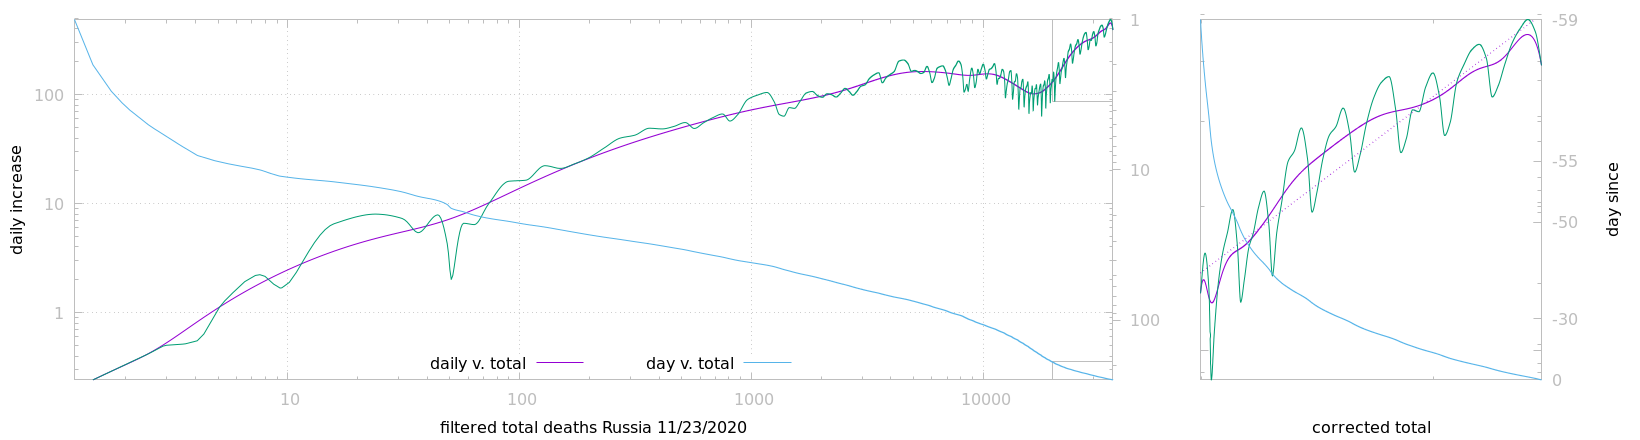 daily increase
100
10
1
10
100
1000
10000
1
10
100
daily v. total
day v. total
filtered total deaths Russia 11/23/2020
-59
-55
-50
-30
0
day since
corrected total